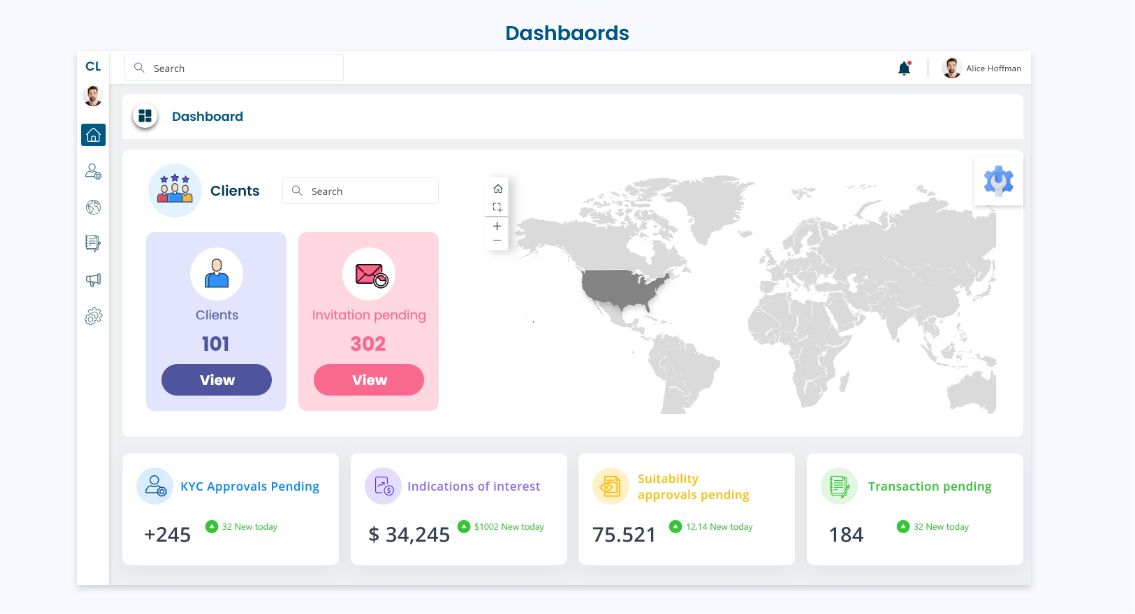 Dashbaords
CL
Search
Alice Hoffman
Dashboard
Clients
Search
Clients
101
View
Invitation pending
302
View
KYC Approvals Pending
+245
32 New today
Indications of interest
$ 34,245
$1002 New today
Suitability
approvals pending
75.521
12.14 New today
Transaction pending
184
32 New today